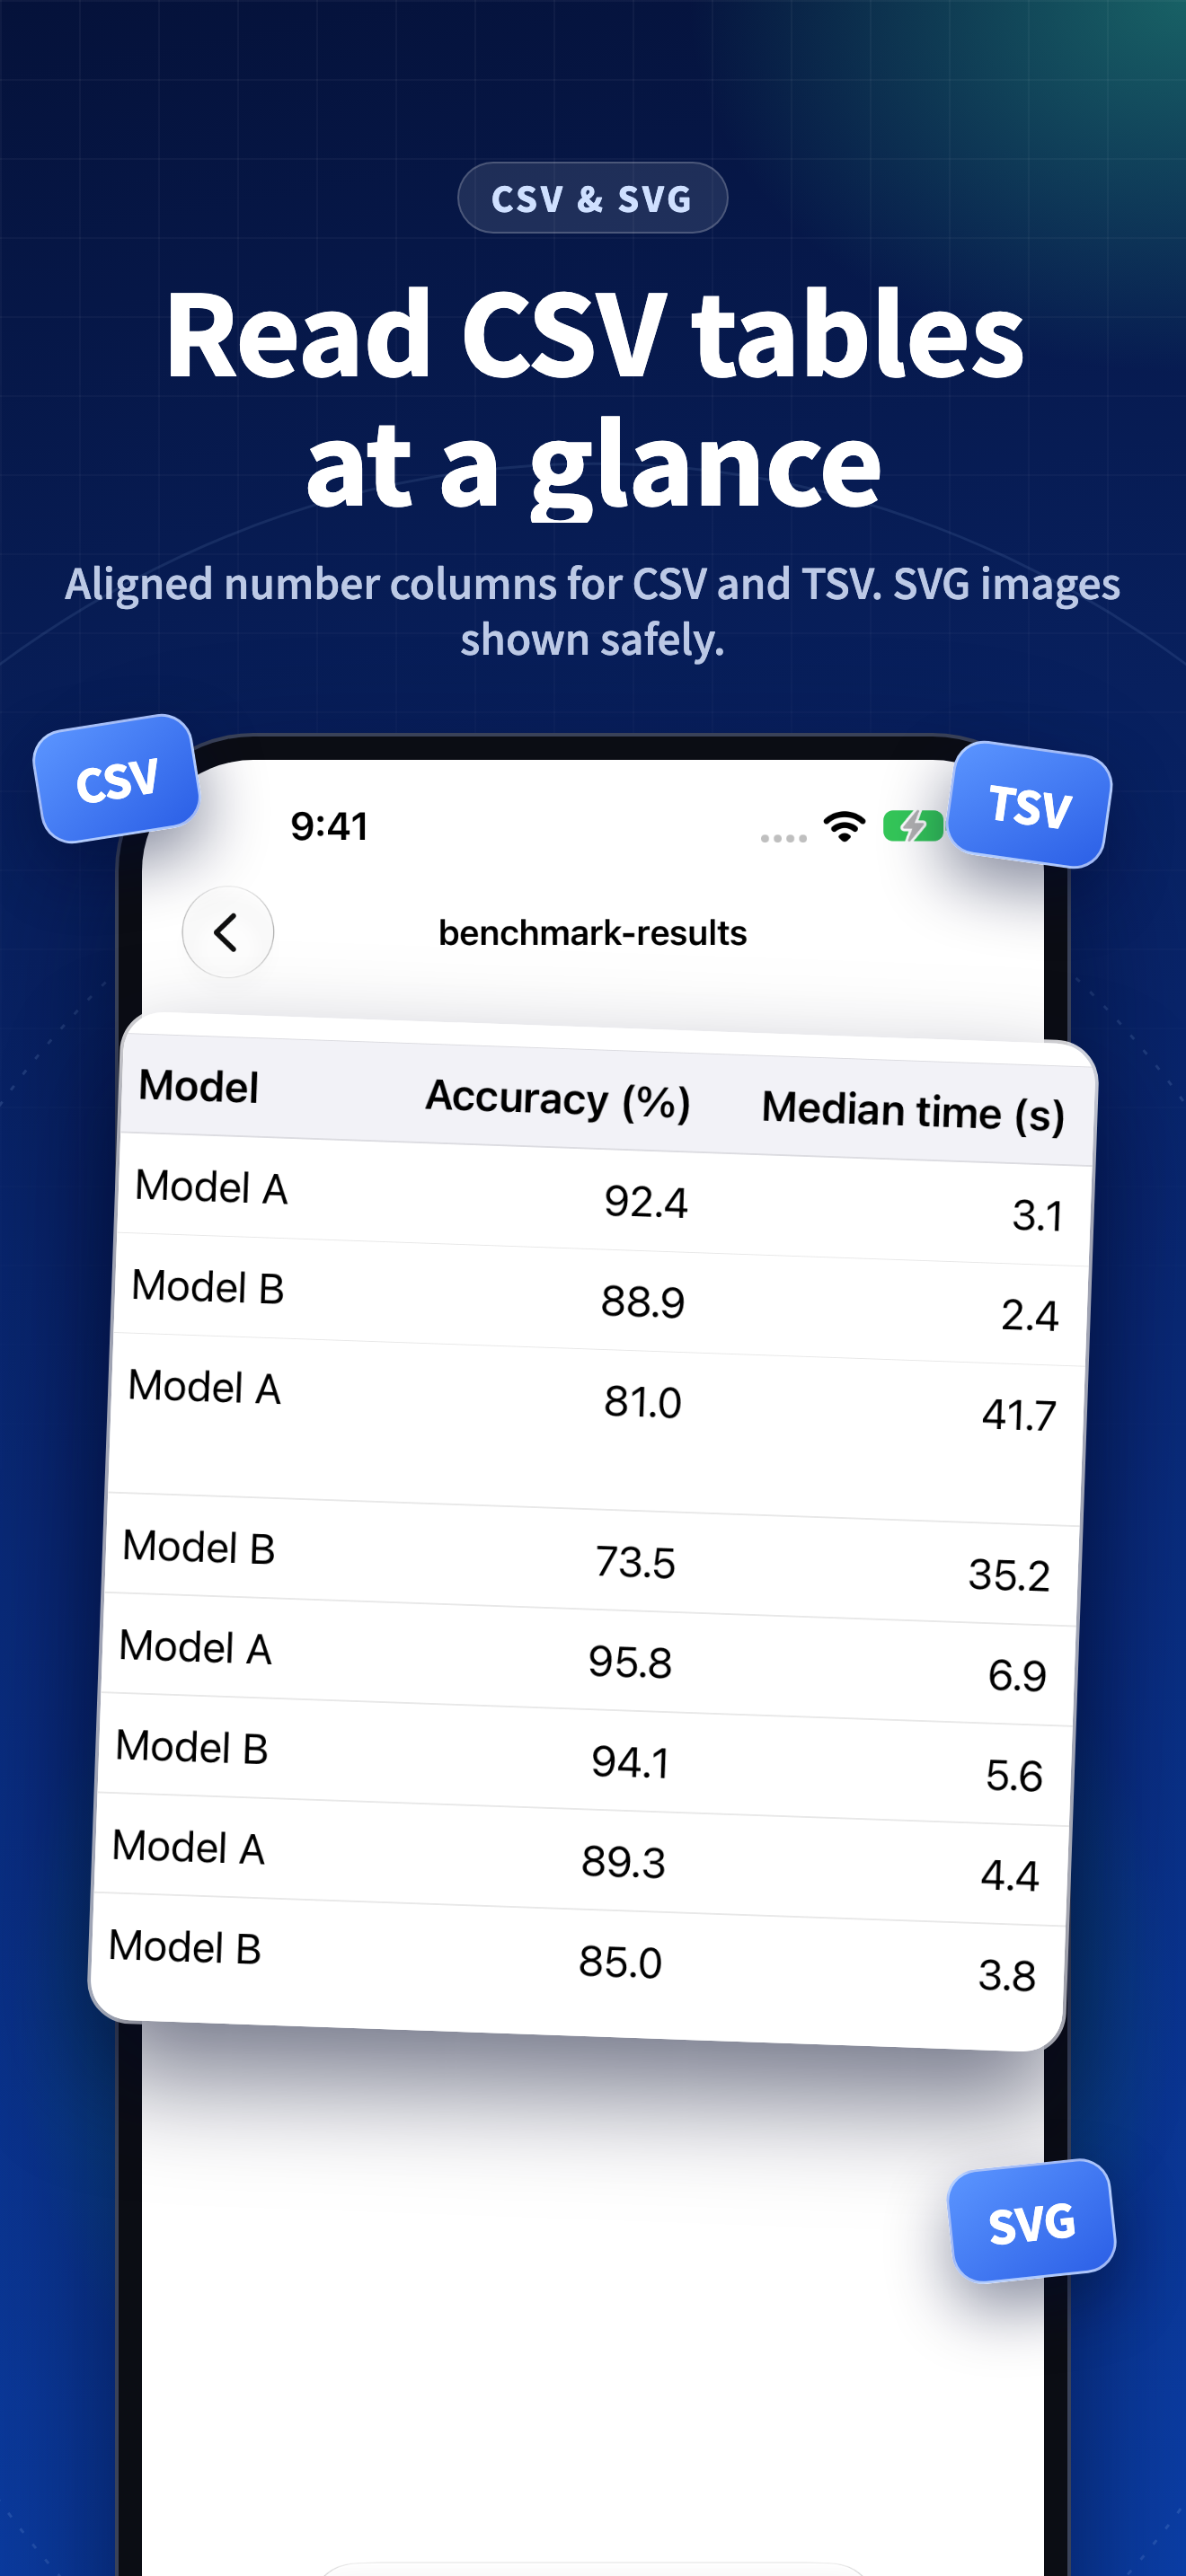 CSV & SVG
Read CSV tables
at a glance
Aligned number columns for CSV and TSV. SVG images
shown safely.
CSV
TSV
9:41
benchmark-results
Model Accuracy (%) Median time (s)
Model A 92.4 3.1
Model B 88.9 2.4
Model A 81.0 41.7
Model B 73.5 35.2
Model A 95.8 6.9
Model B 94.1 5.6
Model A 89.3 4.4
Model B 85.0 3.8
SVG